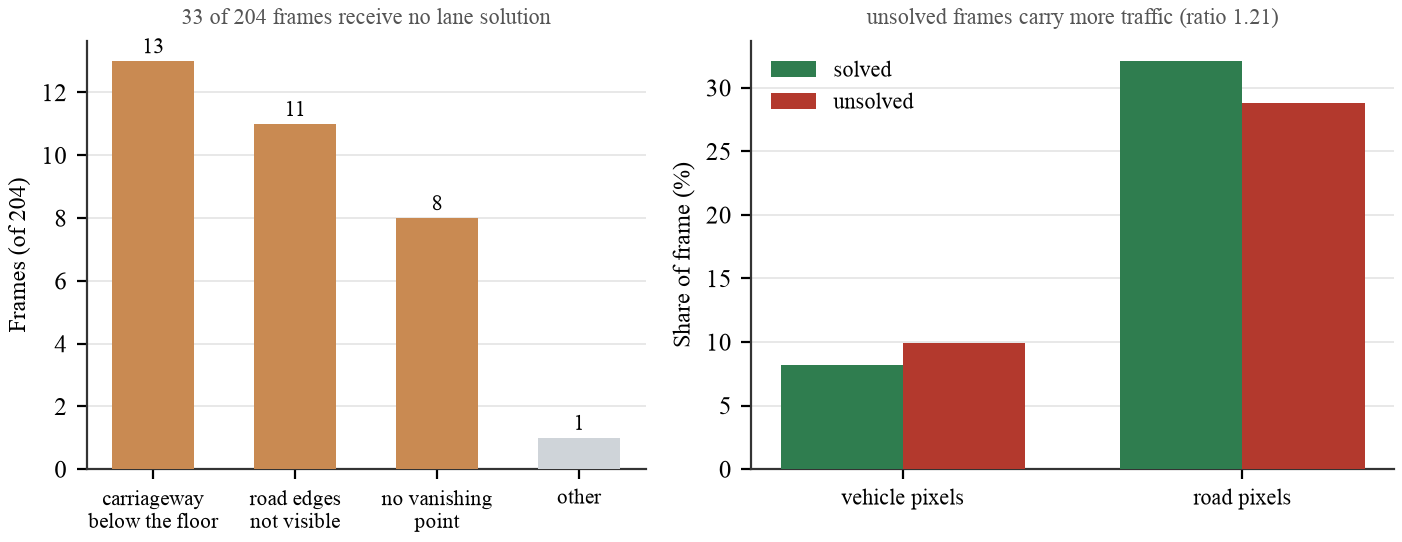 33 of 204 frames receive no lane solution
Frames (of 204)
12
10
8
6
4
2
0
13
11
8
1
carriageway
below the floor
road edges
not visible
no vanishing
point
other
unsolved frames carry more traffic (ratio 1.21)
Share of frame (%)
30
25
20
15
10
5
0
solved
unsolved
vehicle pixels
road pixels